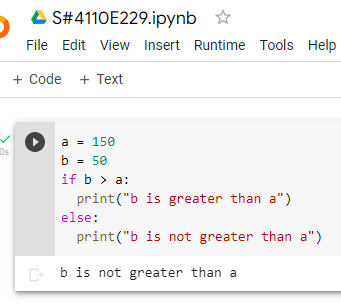 S#4110E229.ipynb
File Edit View Insert Runtime Tools Help
+ Code + Text
0s
a = 150
b = 50
if b > a:
  print("b is greater than a")
else:
  print("b is not greater than a")
b is not greater than a